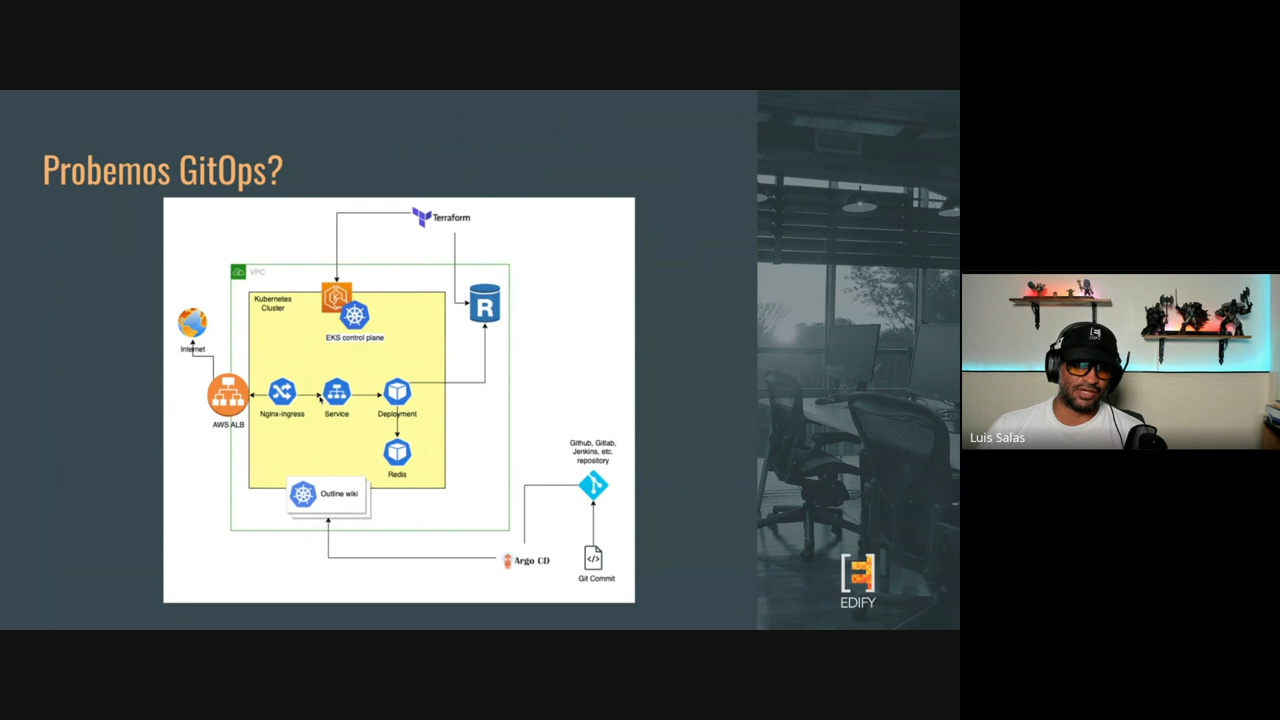 Probemos GitOps?
Terraform
VPC
Kubernetes
Cluster
R
EKS control plane
Internet
AWS ALB
Nginx-ingress
Service
Deployment
Redis
Outline wiki
Github, Gitlab,
Jenkins, etc.
repository
Argo CD
Git Commit
EDIFY
Luis Salas